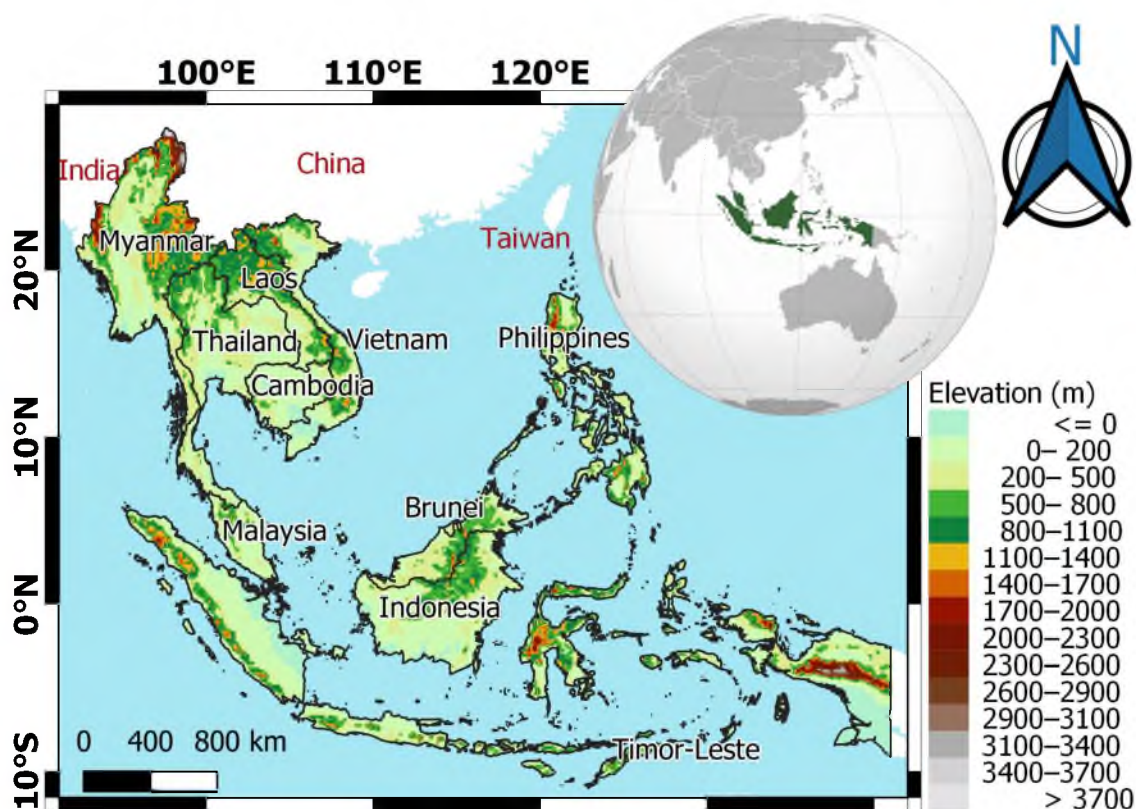 N
100°E 110°E 120°E
India
China
Myanmar
Taiwan
20°N
Laos
Thailand
Vietnam
Philippines
Cambodia
10°N
Brunei
Malaysia
0°N
Indonesia
Timor-Leste
10°S
0 400 800 km
Elevation (m)
<= 0
0– 200
200– 500
500– 800
800–1100
1100–1400
1400–1700
1700–2000
2000–2300
2300–2600
2600–2900
2900–3100
3100–3400
3400–3700
> 3700